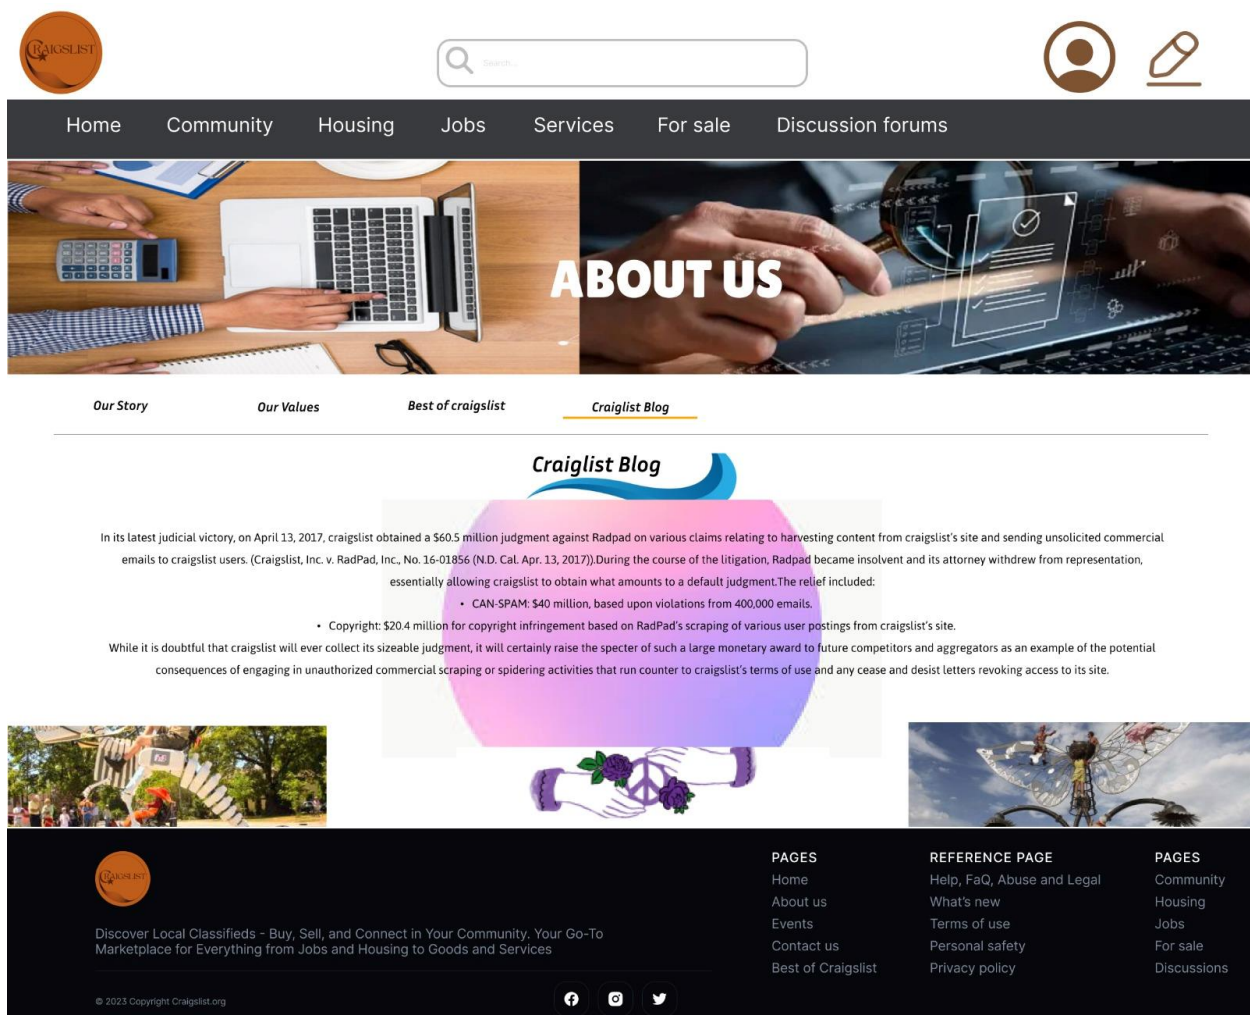 CRAIGSLIST
Search...
Home Community Housing Jobs Services For sale Discussion forums
ABOUT US
Our Story Our Values Best of craigslist Craiglist Blog
Craiglist Blog
In its latest judicial victory, on April 13, 2017, craigslist obtained a $60.5 million judgment against Radpad on various claims relating to harvesting content from craigslist's site and sending unsolicited commercial
emails to craigslist users. (Craigslist, Inc. v. RadPad, Inc., No. 16-01856 (N.D. Cal. Apr. 13, 2017)).During the course of the litigation, Radpad became insolvent and its attorney withdrew from representation,
essentially allowing craigslist to obtain what amounts to a default judgment.The relief included:
• CAN-SPAM: $40 million, based upon violations from 400,000 emails.
• Copyright: $20.4 million for copyright infringement based on RadPad's scraping of various user postings from craigslist's site.
While it is doubtful that craigslist will ever collect its sizeable judgment, it will certainly raise the specter of such a large monetary award to future competitors and aggregators as an example of the potential
consequences of engaging in unauthorized commercial scraping or spidering activities that run counter to craigslist's terms of use and any cease and desist letters revoking access to its site.
CRAIGSLIST
Discover Local Classifieds - Buy, Sell, and Connect in Your Community. Your Go-To
Marketplace for Everything from Jobs and Housing to Goods and Services
© 2023 Copyright Craigslist.org
PAGES
Home
About us
Events
Contact us
Best of Craigslist
REFERENCE PAGE
Help, FaQ, Abuse and Legal
What's new
Terms of use
Personal safety
Privacy policy
PAGES
Community
Housing
Jobs
For sale
Discussions